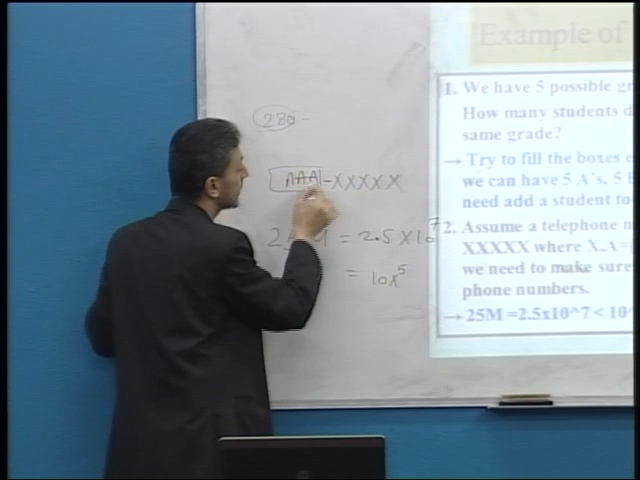 280 -
AAA - XXXXX
= 2.5 X 10^7
= 10x^5
Example of
1. We have 5 possible gr
How many students d
same grade?
→ Try to fill the boxes
we can have 5 A's, 5
need add a student to
2. Assume a telephone n
XXXXX where X,A=
we need to make sure
phone numbers.
→ 25M =2.5x10^7 < 10^